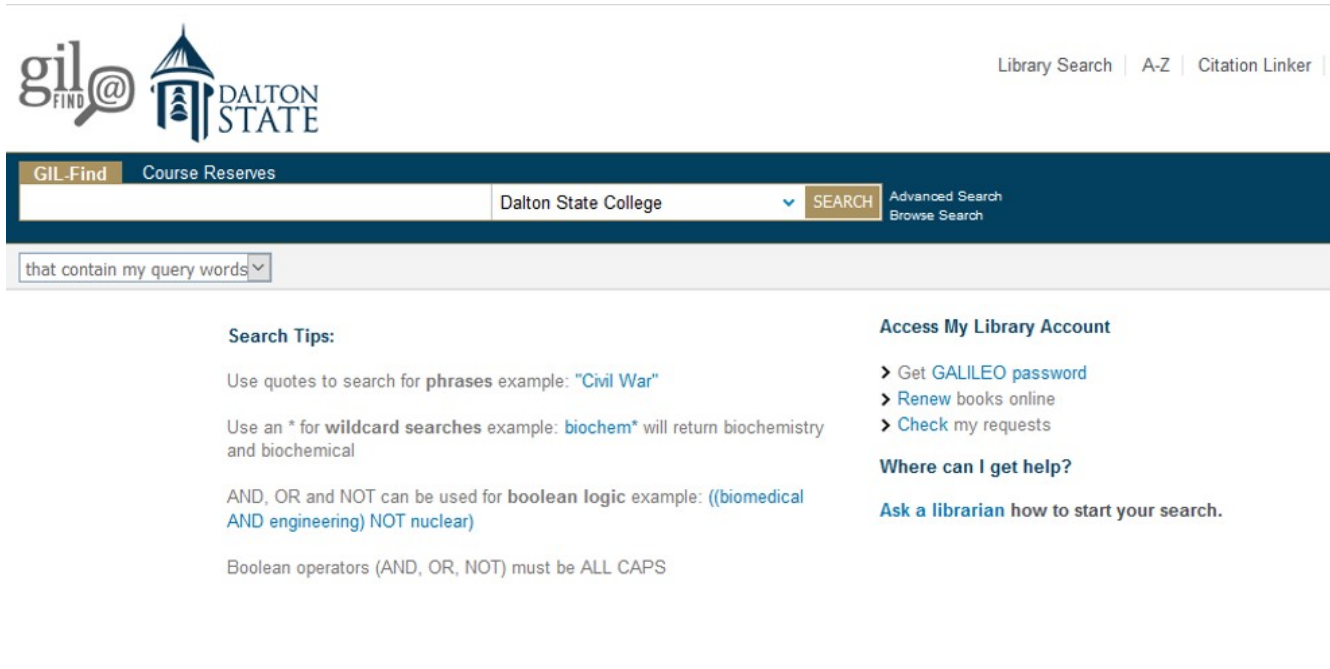 gil@
FIND
DALTON
STATE
Library Search
A-Z
Citation Linker
GIL-Find
Course Reserves
Dalton State College
SEARCH
Advanced Search
Browse Search
that contain my query words
Search Tips:
Use quotes to search for phrases example: "Civil War"
Use an * for wildcard searches example: biochem* will return biochemistry
and biochemical
AND, OR and NOT can be used for boolean logic example: ((biomedical
AND engineering) NOT nuclear)
Boolean operators (AND, OR, NOT) must be ALL CAPS
Access My Library Account
Get GALILEO password
Renew books online
Check my requests
Where can I get help?
Ask a librarian how to start your search.